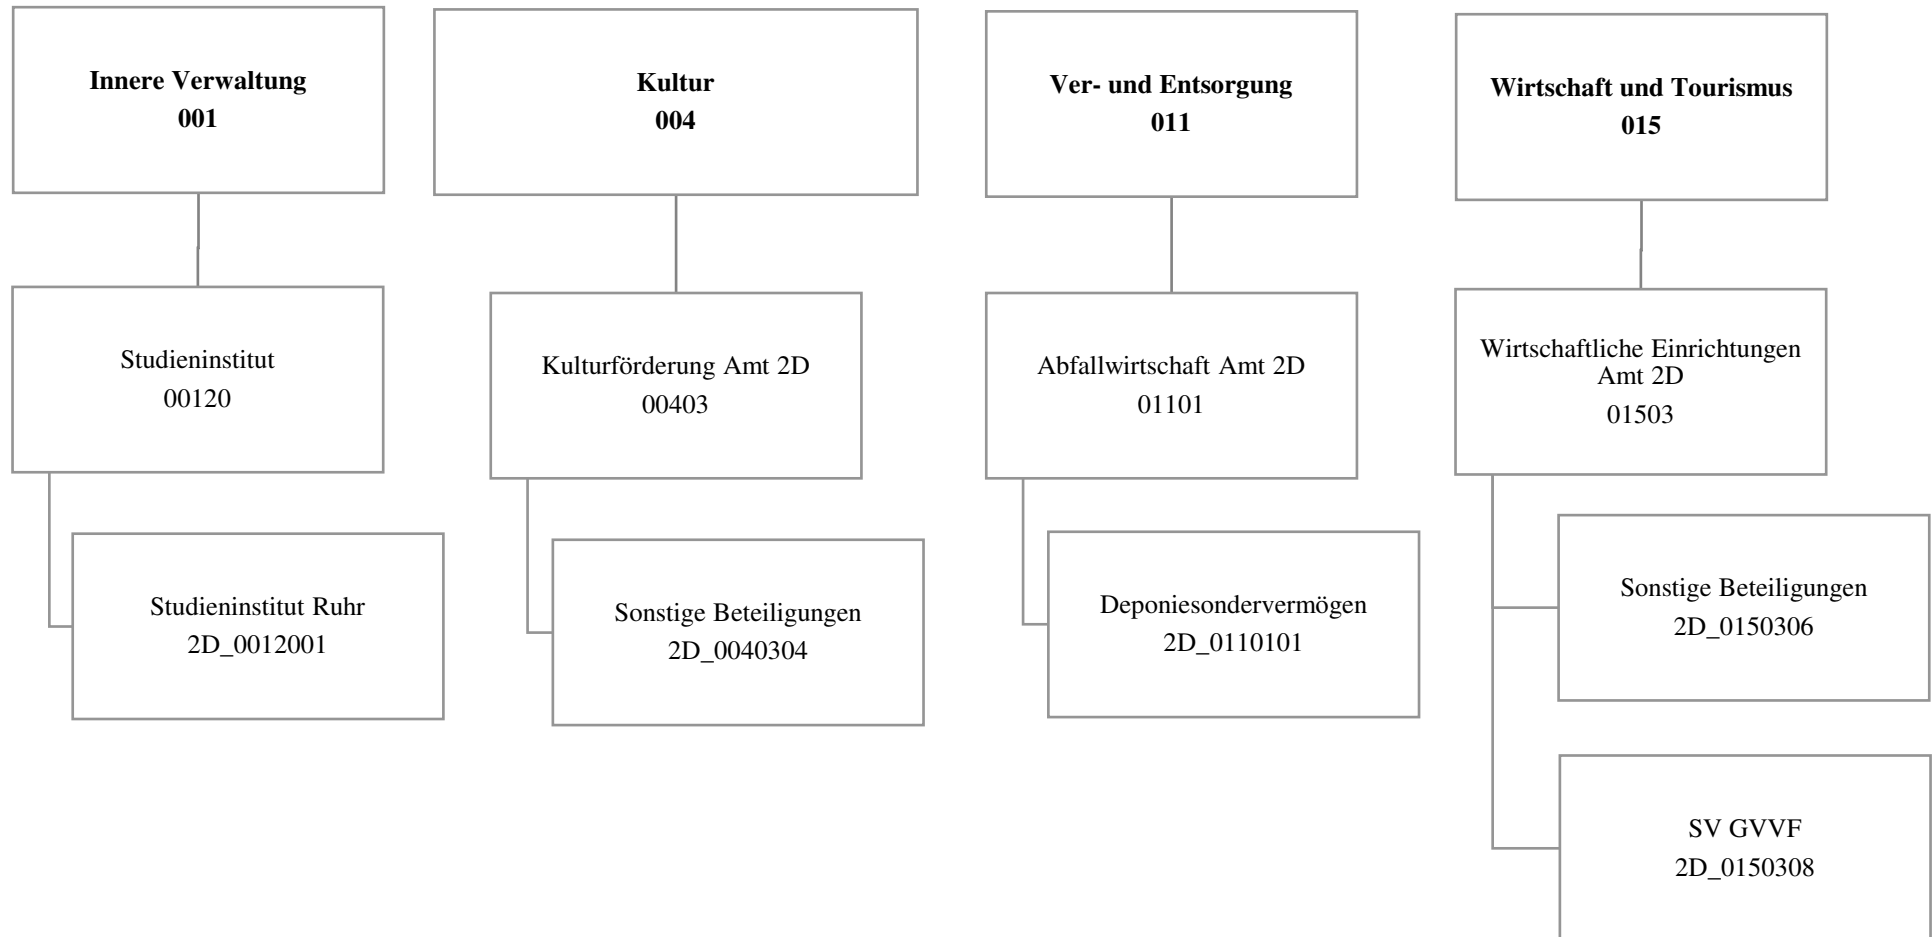 Innere Verwaltung
001
Kultur
004
Ver- und Entsorgung
011
Wirtschaft und Tourismus
015
Studieninstitut
00120
Kulturförderung Amt 2D
00403
Abfallwirtschaft Amt 2D
01101
Wirtschaftliche Einrichtungen
Amt 2D
01503
Studieninstitut Ruhr
2D_0012001
Sonstige Beteiligungen
2D_0040304
Deponiesondervermögen
2D_0110101
Sonstige Beteiligungen
2D_0150306
SV GVVF
2D_0150308